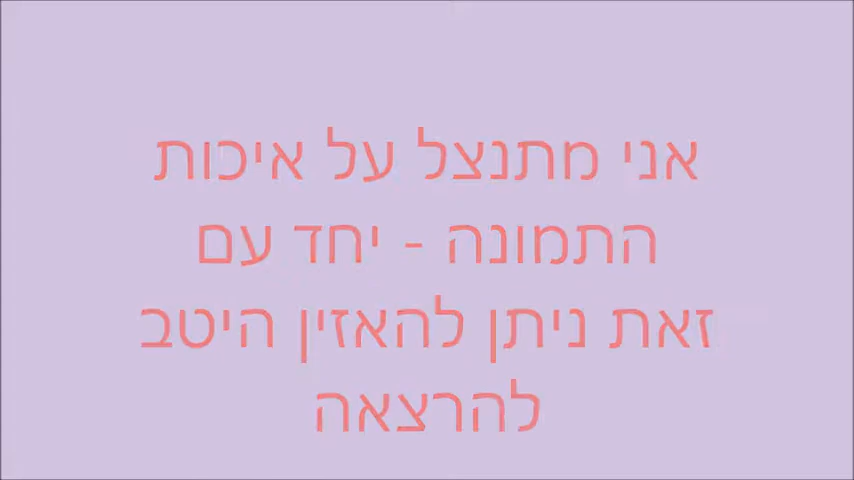 אני מתנצל על איכות
התמונה - יחד עם
זאת ניתן להאזין היטב
להרצאה